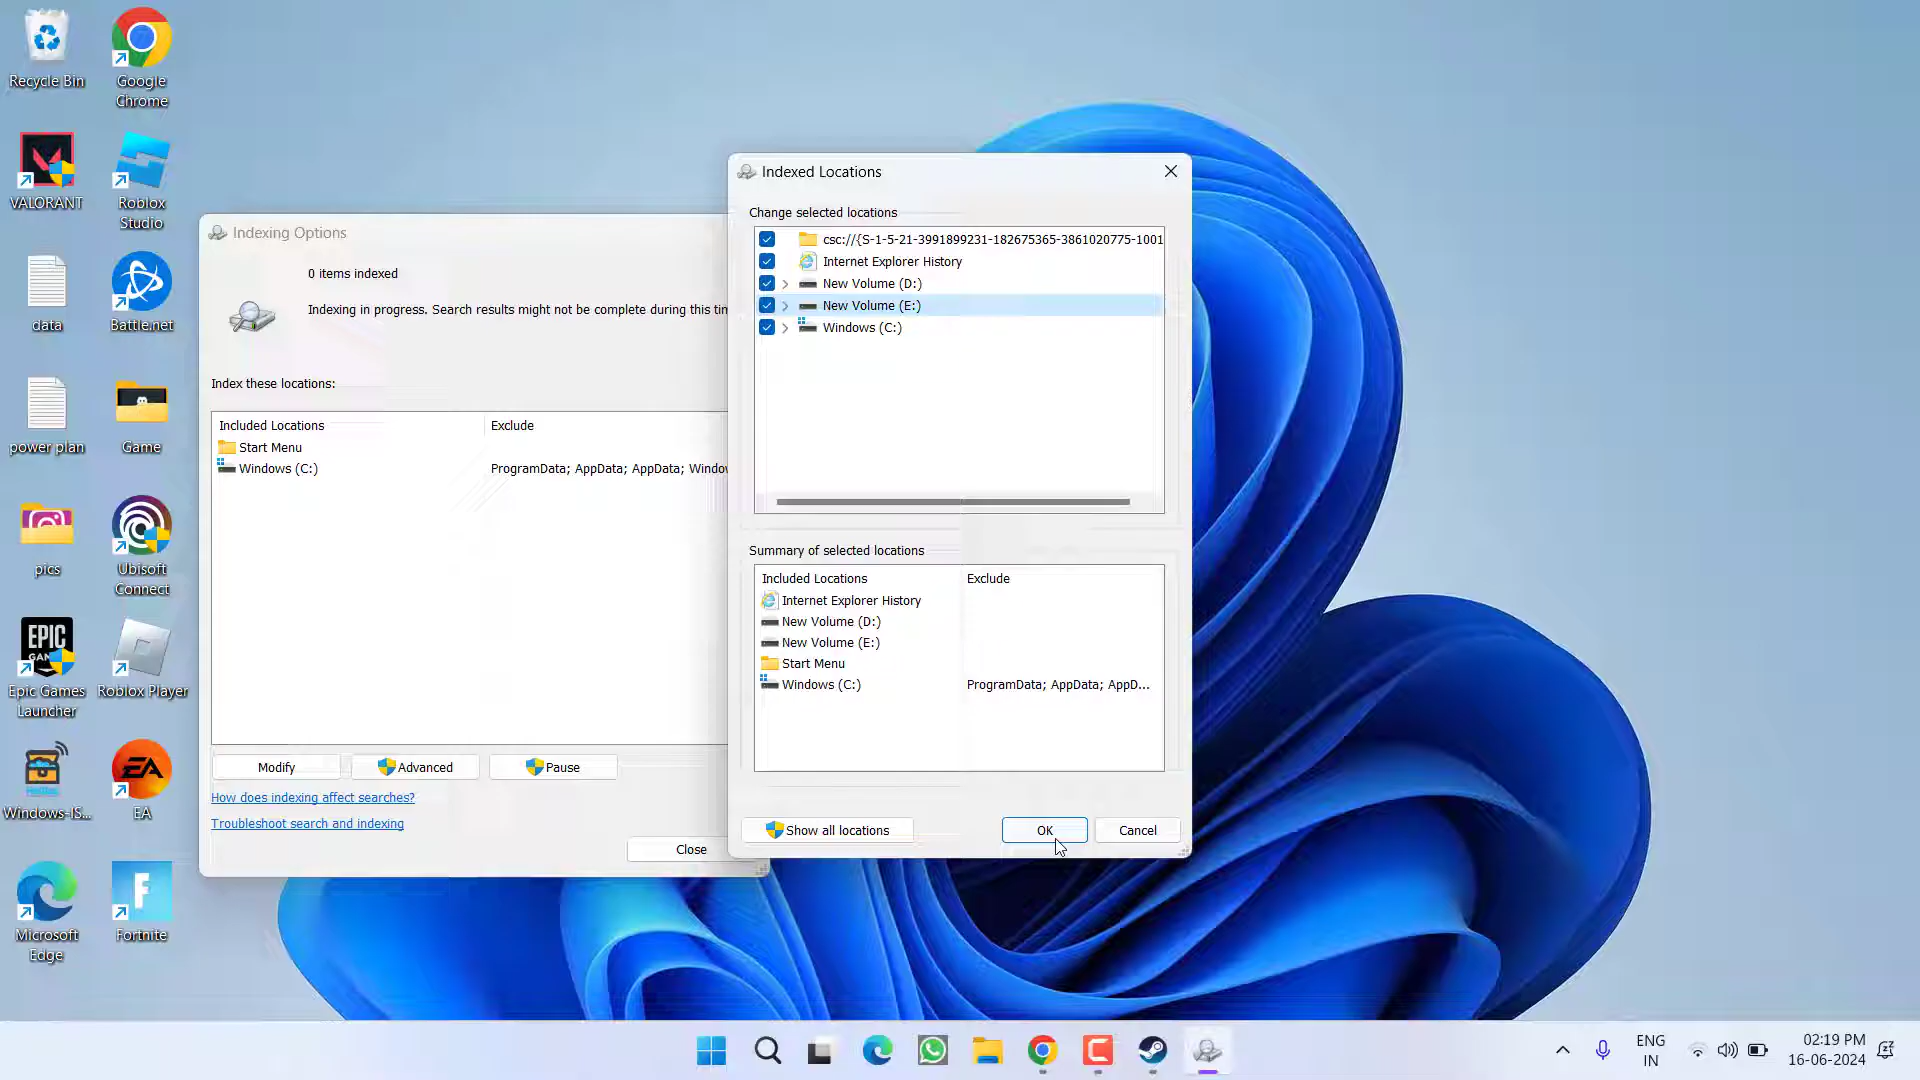 Recycle Bin
Google
Chrome
VALORANT
Roblox
Studio
data
Battle.net
power plan
Game
pics
Ubisoft
Connect
EPIC
Epic Games
Launcher
Roblox Player
Windows-IS...
EA
EA
Microsoft
Edge
Fortnite
Indexing Options
0 items indexed
Indexing in progress. Search results might not be complete during this tim
Index these locations:
Included Locations
Exclude
Start Menu
Windows (C:)
ProgramData; AppData; AppData; Window
Modify
Advanced
Pause
How does indexing affect searches?
Troubleshoot search and indexing
Close
Indexed Locations
Change selected locations
csc://{S-1-5-21-3991899231-182675365-3861020775-1001
Internet Explorer History
New Volume (D:)
New Volume (E:)
Windows (C:)
Summary of selected locations
Included Locations
Exclude
Internet Explorer History
New Volume (D:)
New Volume (E:)
Start Menu
Windows (C:)
ProgramData; AppData; AppD...
Show all locations
OK
Cancel
ENG
IN
02:19 PM
16-06-2024